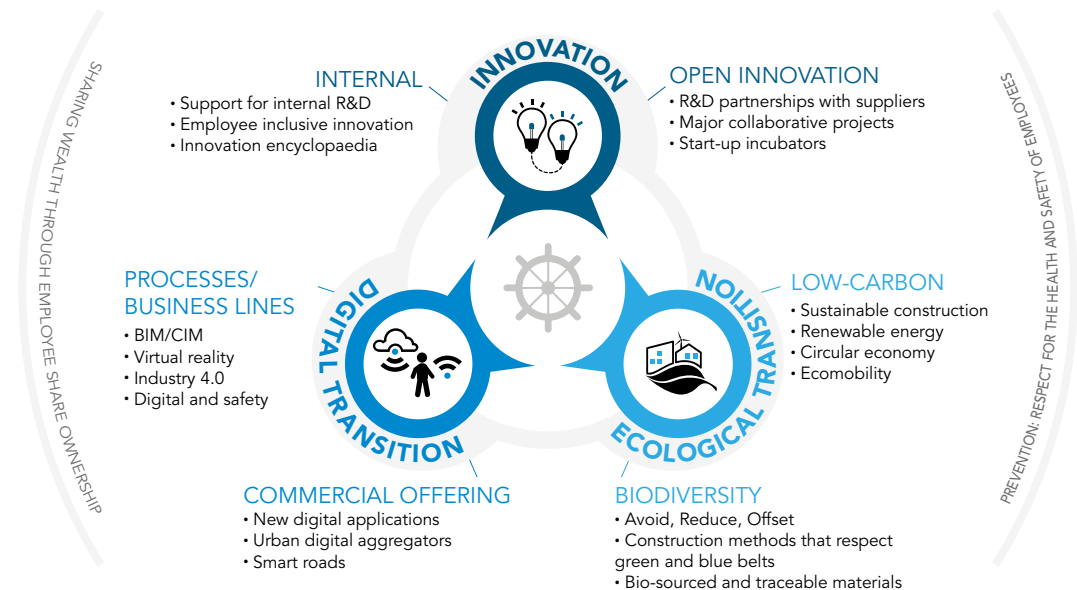 SHARING WEALTH THROUGH EMPLOYEE SHARE OWNERSHIP
INNOVATION
INTERNAL
• Support for internal R&D
• Employee inclusive innovation
• Innovation encyclopaedia
OPEN INNOVATION
• R&D partnerships with suppliers
• Major collaborative projects
• Start-up incubators
PREVENTION: RESPECT FOR THE HEALTH AND SAFETY OF EMPLOYEES
DIGITAL TRANSITION
PROCESSES/
BUSINESS LINES
• BIM/CIM
• Virtual reality
• Industry 4.0
• Digital and safety
COMMERCIAL OFFERING
• New digital applications
• Urban digital aggregators
• Smart roads
ECOLOGICAL TRANSITION
LOW-CARBON
• Sustainable construction
• Renewable energy
• Circular economy
• Ecomobility
BIODIVERSITY
• Avoid, Reduce, Offset
• Construction methods that respect
green and blue belts
• Bio-sourced and traceable materials